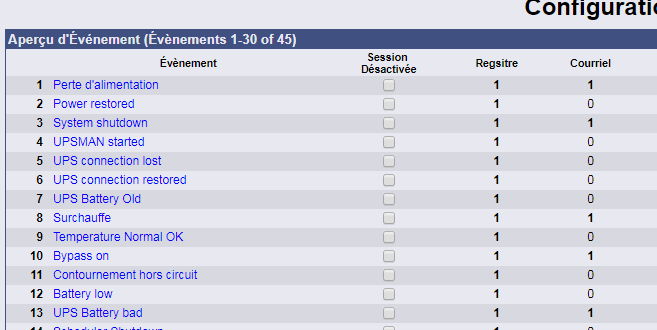 Configuratio
Aperçu d'Événement (Évènements 1-30 of 45)
Évènement Session Désactivée Regsitre Courriel
1 Perte d'alimentation 1 1
2 Power restored 1 0
3 System shutdown 1 1
4 UPSMAN started 1 0
5 UPS connection lost 1 0
6 UPS connection restored 1 0
7 UPS Battery Old 1 0
8 Surchauffe 1 1
9 Temperature Normal OK 1 0
10 Bypass on 1 1
11 Contournement hors circuit 1 0
12 Battery low 1 0
13 UPS Battery bad 1 1
14 Scheduler Shutdown